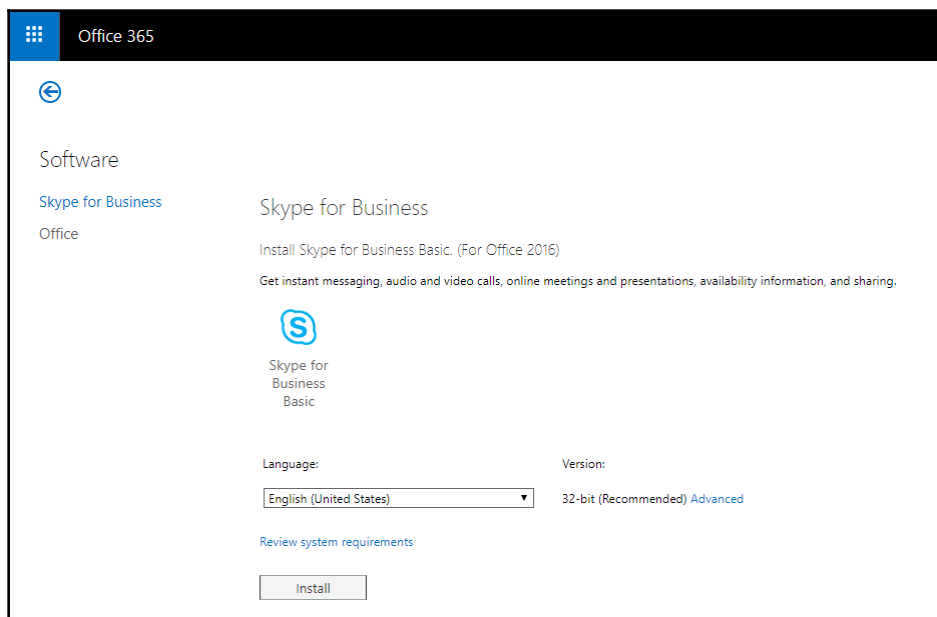 Office 365
Software
Skype for Business
Office
Skype for Business
Install Skype for Business Basic. (For Office 2016)
Get instant messaging, audio and video calls, online meetings and presentations, availability information, and sharing.
S
Skype for
Business
Basic
Language:
Version:
English (United States)
32-bit (Recommended) Advanced
Review system requirements
Install